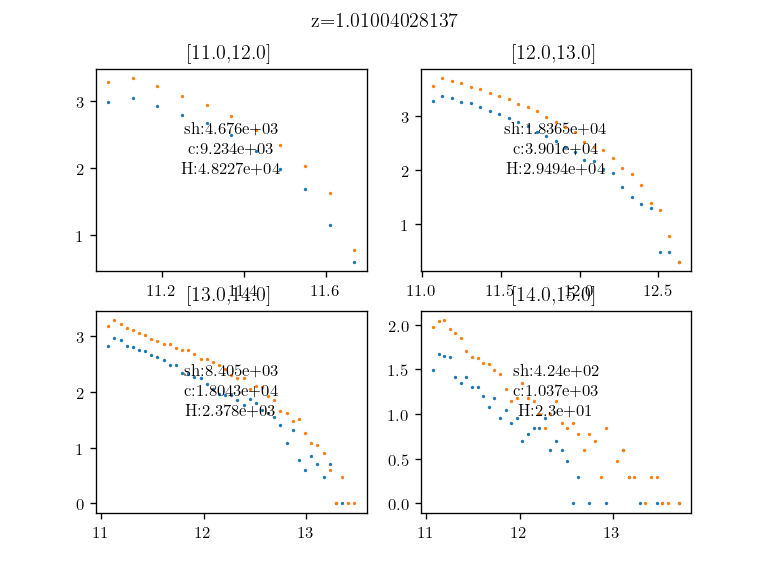 z=1.01004028137
[11.0,12.0]
[12.0,13.0]
3
2
1
sh:4.676e+03
c:9.234e+03
H:4.8227e+04
11.2
11.4
11.6
3
2
1
sh:1.8365e+04
c:3.901e+04
H:2.9494e+04
11.0
11.5
12.0
12.5
[13.0,14.0]
[14.0,15.0]
3
2
1
0
sh:8.405e+03
c:1.8043e+04
H:2.378e+03
11
12
13
2.0
1.5
1.0
0.5
0.0
sh:4.24e+02
c:1.037e+03
H:2.3e+01
11
12
13